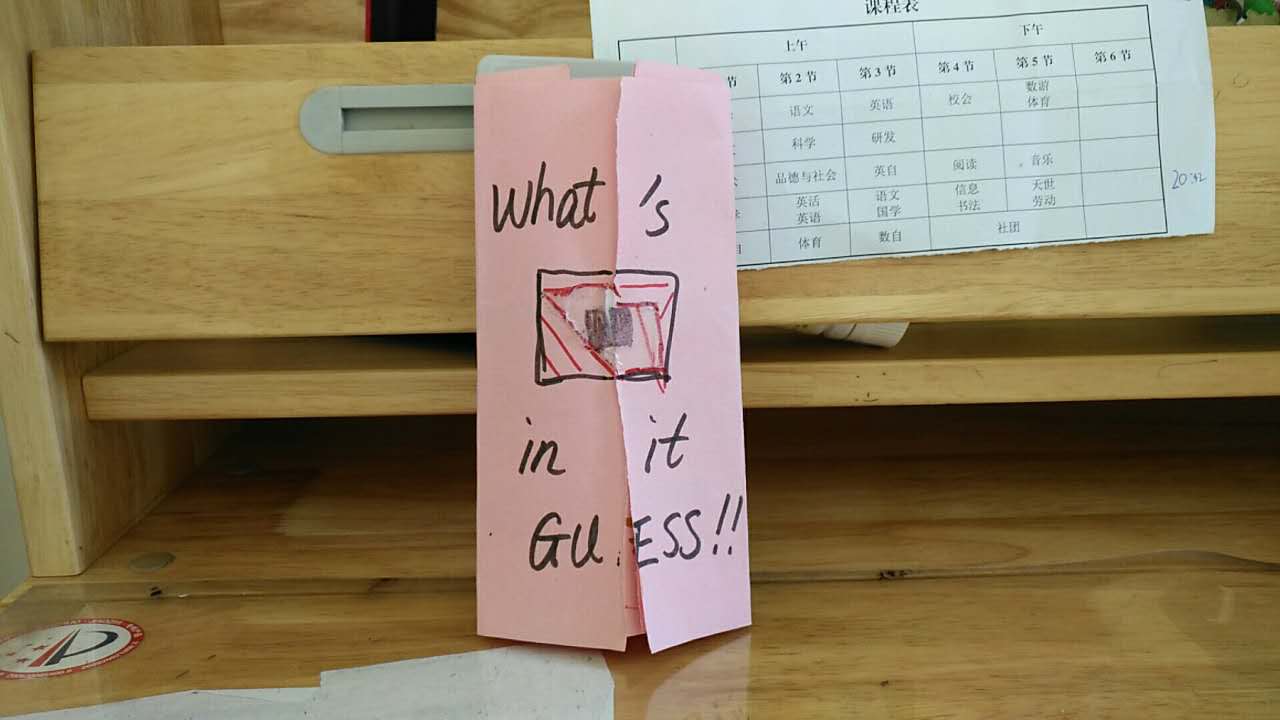 What 's
in it
GUESS!!
课程表
上午 下午
节 第2节 第3节 第4节 第5节 第6节
语文 英语 校会 数游 体育
科学 研发
品德与社会 英自 阅读 音乐
英活 英语 语文 国学 信息 书法 天世 劳动
自 体育 数自 社团
20:32